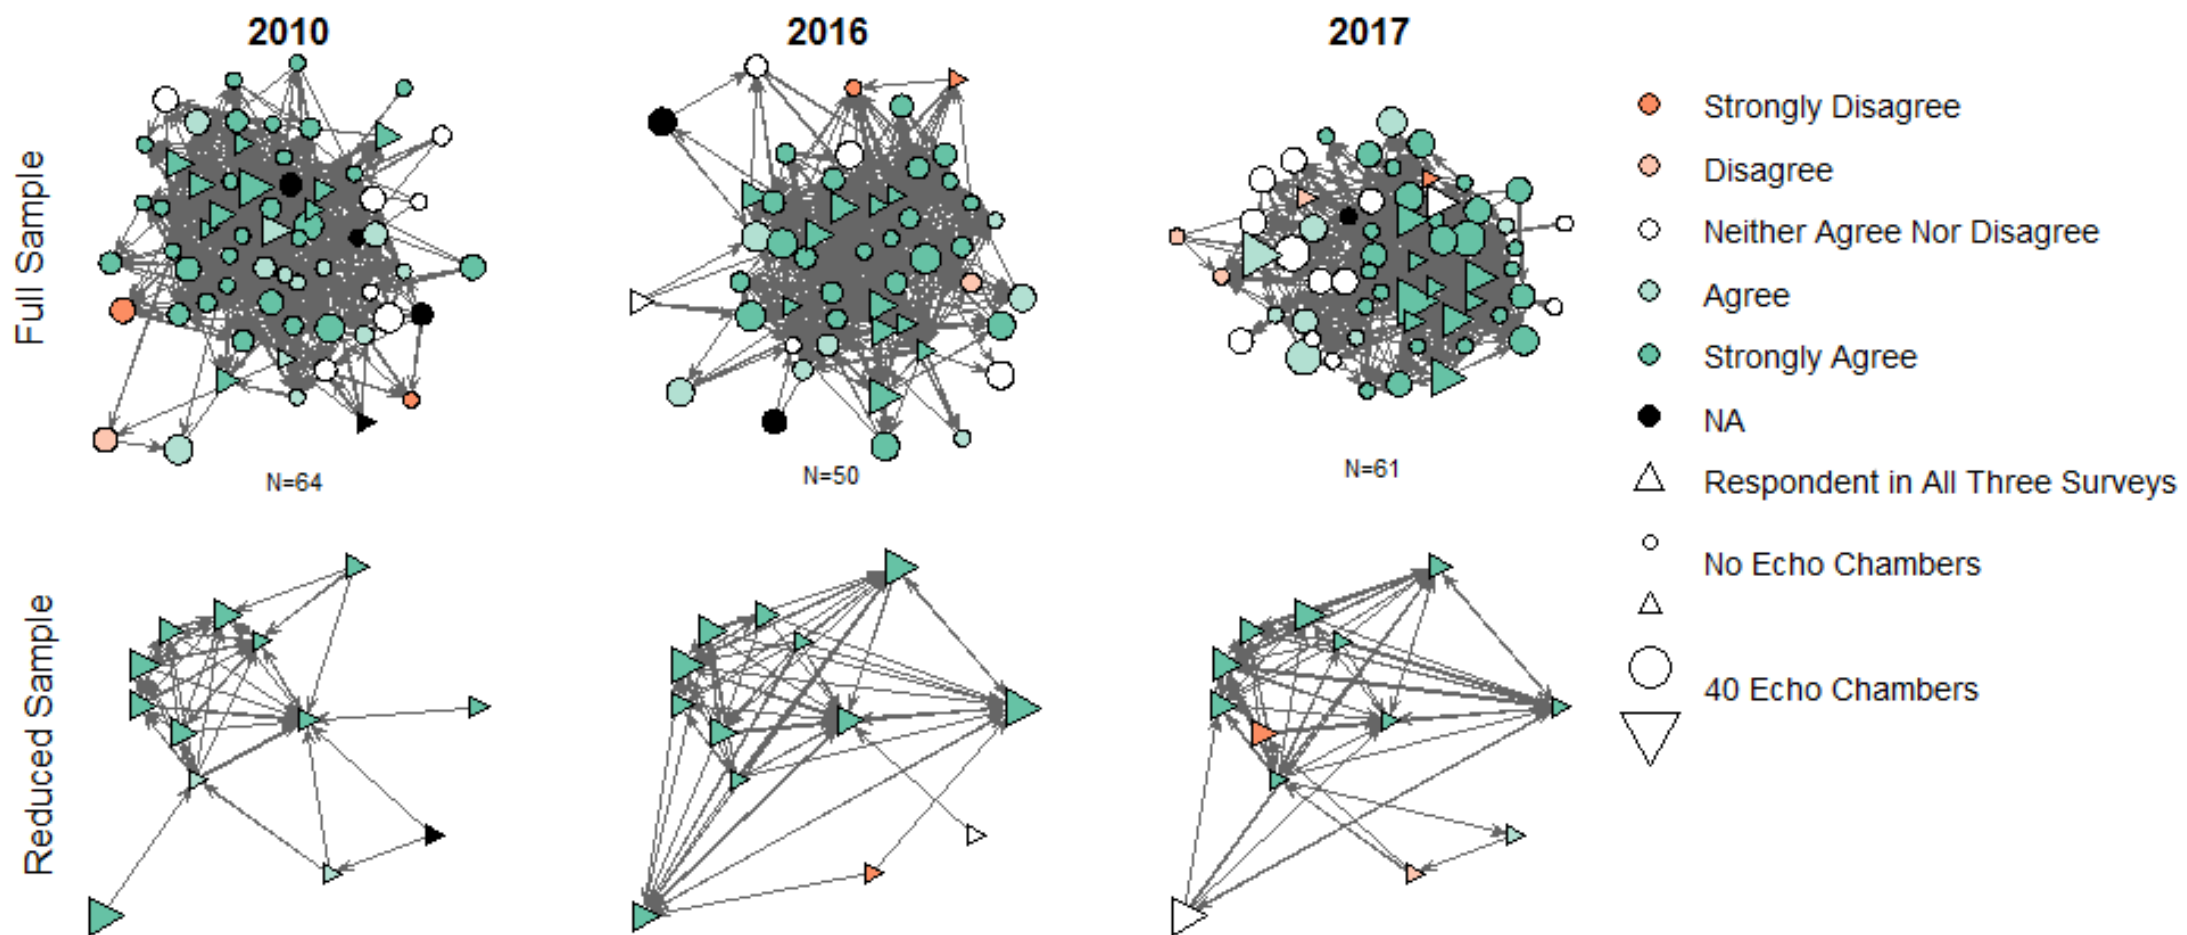 2010
2016
2017
Full Sample
N=64
N=50
N=61
Reduced Sample
Strongly Disagree
Disagree
Neither Agree Nor Disagree
Agree
Strongly Agree
NA
Respondent in All Three Surveys
No Echo Chambers
40 Echo Chambers